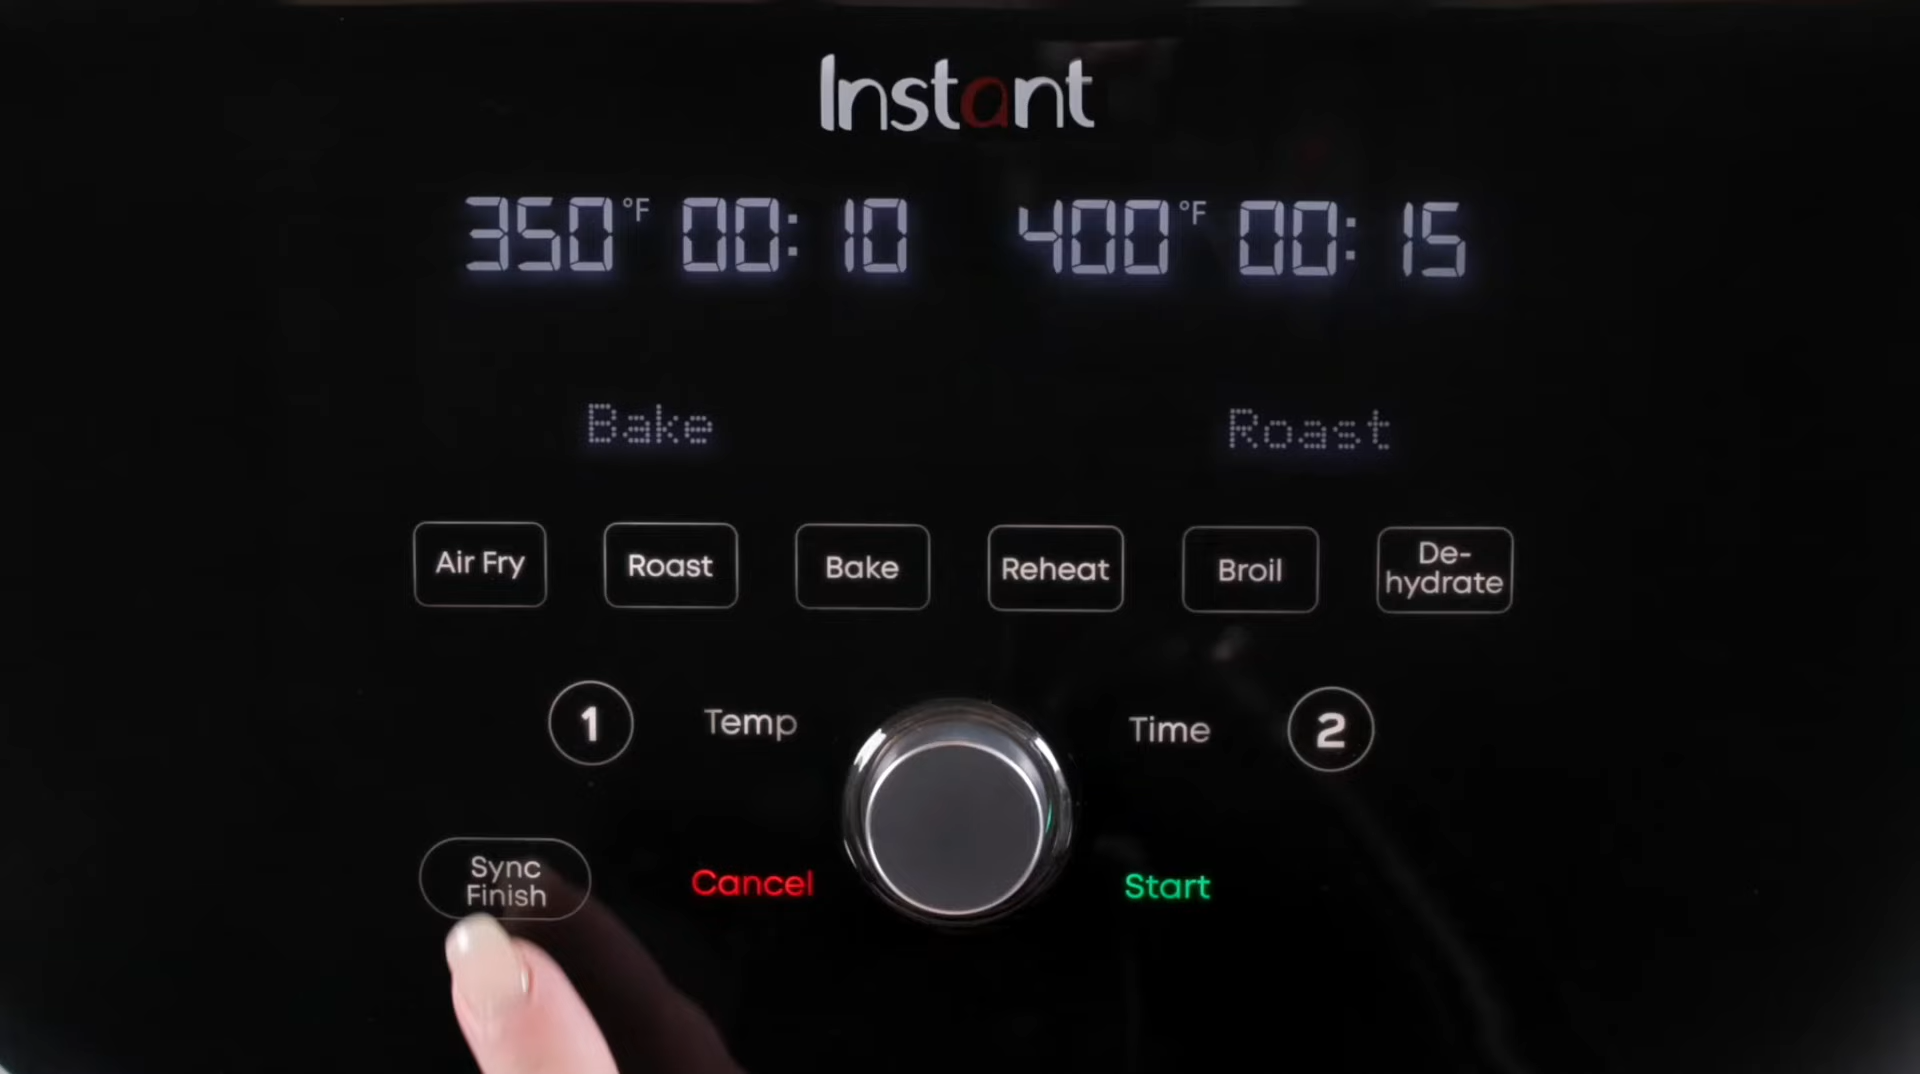 Instant
350 °F 00:10 400 °F 00:15
Bake Roast
Air Fry Roast Bake Reheat Broil De-
hydrate
1 Temp Time 2
Sync
Finish
Cancel Start